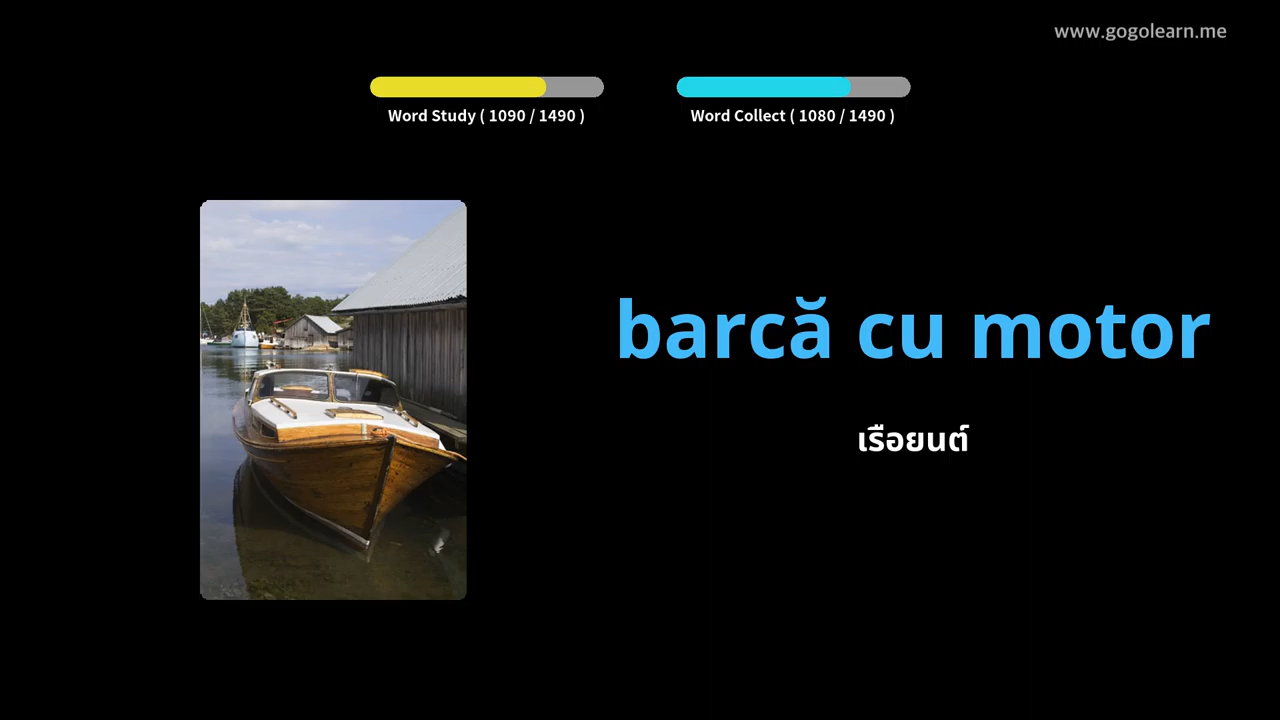 www.gogolearn.me
Word Study ( 1090 / 1490 )
Word Collect ( 1080 / 1490 )
barcă cu motor
เรือยนต์